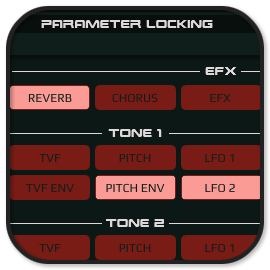 PARAMETER LOCKING
EFX
REVERB CHORUS EFX
TONE 1
TVF PITCH LFO 1
TVF ENV PITCH ENV LFO 2
TONE 2
TVF PITCH LFO 1